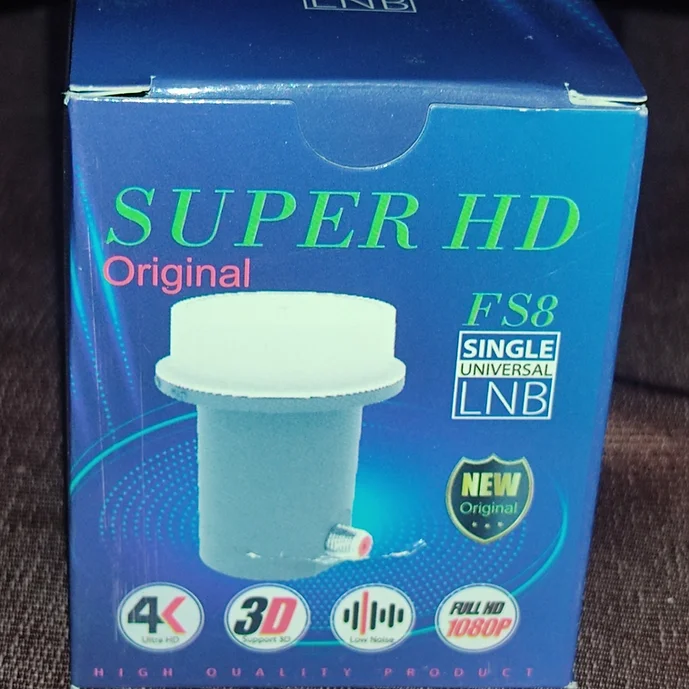 LNB
SUPER HD
Original
FS8
SINGLE
UNIVERSAL
LNB
NEW
Original
4K
Ultra HD
3D
Support 3D
Low Noise
FULL HD
1080P
HIGH QUALITY PRODUCT